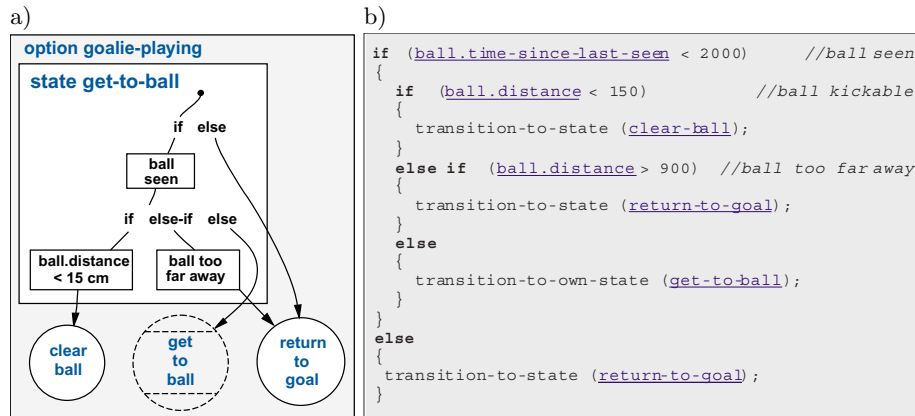 a)
option goalie-playing
state get-to-ball
if else
ball
seen
if else-if else
ball.distance
< 15 cm
ball too
far away
clear
ball
get
to
ball
return
to
goal
b)
if (ball.time-since-last-seen < 2000) //ball seen
{
if (ball.distance < 150) //ball kickable
{
transition-to-state (clear-ball);
}
else if (ball.distance > 900) //ball too far away
{
transition-to-state (return-to-goal);
}
else
{
transition-to-own-state (get-to-ball);
}
}
else
{
transition-to-state (return-to-goal);
}